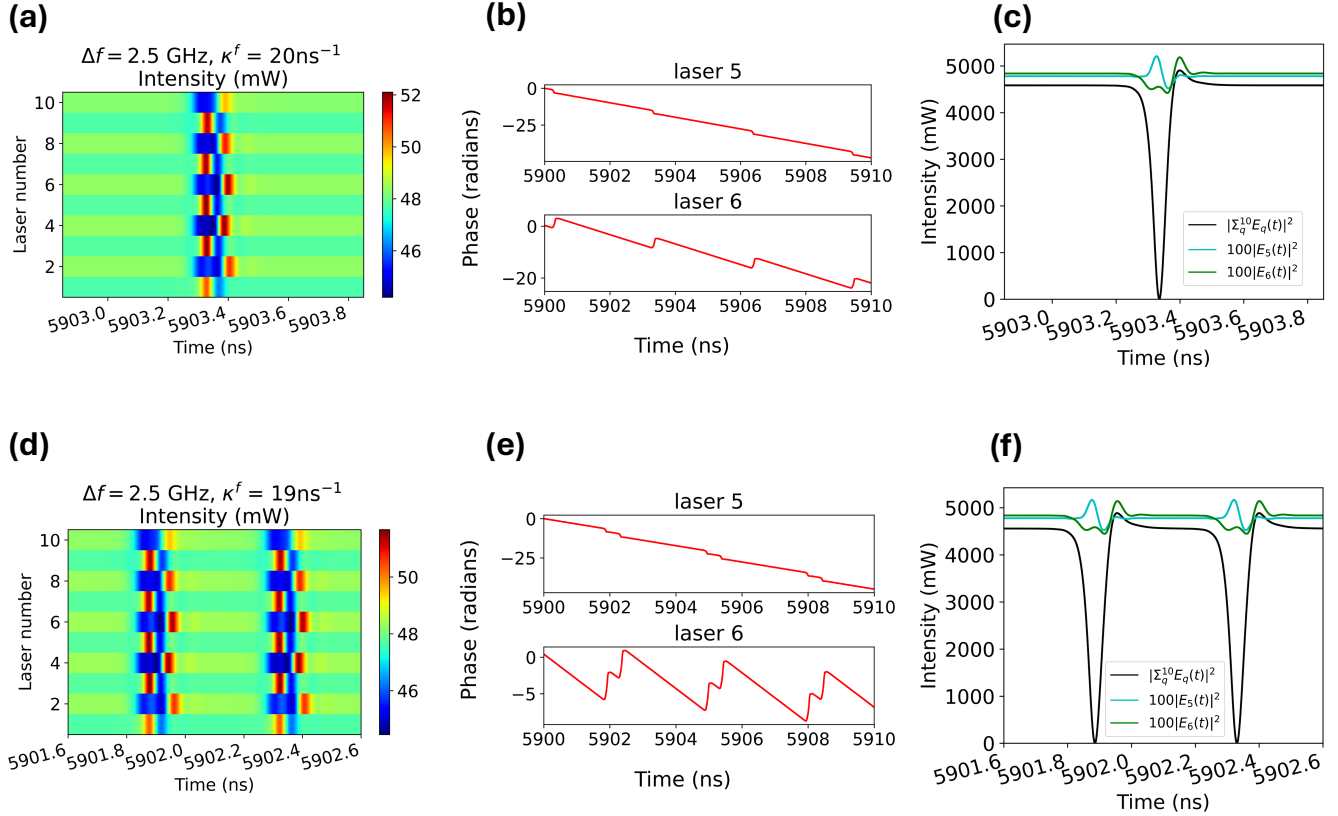 (a)
Δf = 2.5 GHz, κ^f = 20ns⁻¹
Intensity (mW)
10
8
6
4
2
Laser number
5903.0 5903.2 5903.4 5903.6 5903.8
Time (ns)
52
50
48
46
(b)
laser 5
0
−25
5900 5902 5904 5906 5908 5910
laser 6
0
−20
5900 5902 5904 5906 5908 5910
Phase (radians)
Time (ns)
(c)
5000
4000
3000
2000
1000
0
Intensity (mW)
|Σ_q^10 E_q(t)|²
100|E₅(t)|²
100|E₆(t)|²
5903.0 5903.2 5903.4 5903.6 5903.8
Time (ns)
(d)
Δf = 2.5 GHz, κ^f = 19ns⁻¹
Intensity (mW)
10
8
6
4
2
Laser number
5901.6 5901.8 5902.0 5902.2 5902.4 5902.6
Time (ns)
50
48
46
(e)
laser 5
0
−25
5900 5902 5904 5906 5908 5910
laser 6
0
−5
5900 5902 5904 5906 5908 5910
Phase (radians)
Time (ns)
(f)
5000
4000
3000
2000
1000
0
Intensity (mW)
|Σ_q^10 E_q(t)|²
100|E₅(t)|²
100|E₆(t)|²
5901.6 5901.8 5902.0 5902.2 5902.4 5902.6
Time (ns)